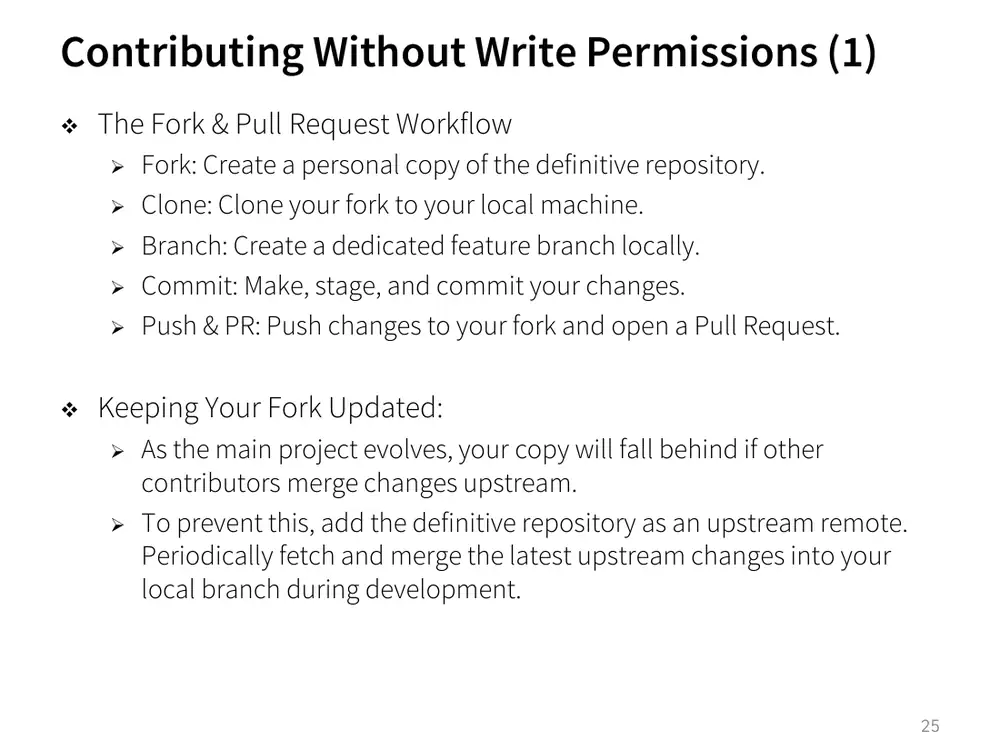 Contributing Without Write Permissions (1)
❖ The Fork & Pull Request Workflow
➢ Fork: Create a personal copy of the definitive repository.
➢ Clone: Clone your fork to your local machine.
➢ Branch: Create a dedicated feature branch locally.
➢ Commit: Make, stage, and commit your changes.
➢ Push & PR: Push changes to your fork and open a Pull Request.
❖ Keeping Your Fork Updated:
➢ As the main project evolves, your copy will fall behind if other
contributors merge changes upstream.
➢ To prevent this, add the definitive repository as an upstream remote.
Periodically fetch and merge the latest upstream changes into your
local branch during development.
25